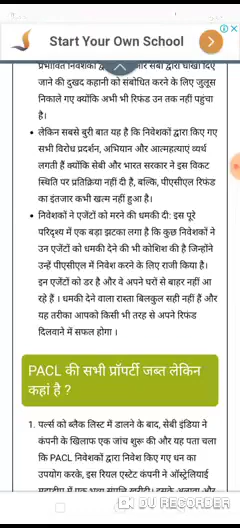 Start Your Own School
प्रभावित निवेशकों द्वारा
और सेबी द्वारा धोखा दिए
जाने की दुखद कहानी को संबोधित करने के लिए जुलूस
निकाले गए क्योंकि अभी भी रिफंड उन तक नहीं पहुंचा
है।
लेकिन सबसे बुरी बात यह है कि निवेशकों द्वारा किए गए
सभी विरोध प्रदर्शन, अभियान और आत्महत्याएं व्यर्थ
लगती हैं क्योंकि सेबी और भारत सरकार ने इस विकट
स्थिति पर प्रतिक्रिया नहीं दी है, बल्कि, पीएसीएल रिफंड
का इंतजार कभी खत्म नहीं हुआ है।
निवेशकों ने एजेंटों को मरने की धमकी दी: इस पूरे
परिदृश्य में एक बड़ा झटका लगा है कि कुछ निवेशकों ने
उन एजेंटों को धमकी देने की भी कोशिश की है जिन्होंने
उन्हें पीएसीएल में निवेश करने के लिए राजी किया है।
इन एजेंटों को डर है और वे अपने घरों से बाहर नहीं आ
रहे हैं । धमकी देने वाला रास्ता बिलकुल सही नहीं हैं और
यह तरीका आपको किसी भी तरह से अपने रिफंड
दिलवाने में सफल होगा ।
PACL की सभी प्रॉपर्टी जब्त लेकिन
कहां है ?
1. पर्ल्स को ब्लैक लिस्ट में डालने के बाद, सेबी इंडिया ने
कंपनी के खिलाफ एक जांच शुरू की और यह पता चला
कि PACL निवेशकों द्वारा निवेश किए गए धन का
उपयोग करके, इस रियल एस्टेट कंपनी ने ऑस्ट्रेलियाई
DU RECORDER